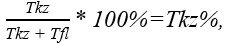 Tkz / Tkz + Tfl * 100%=Tkz%,